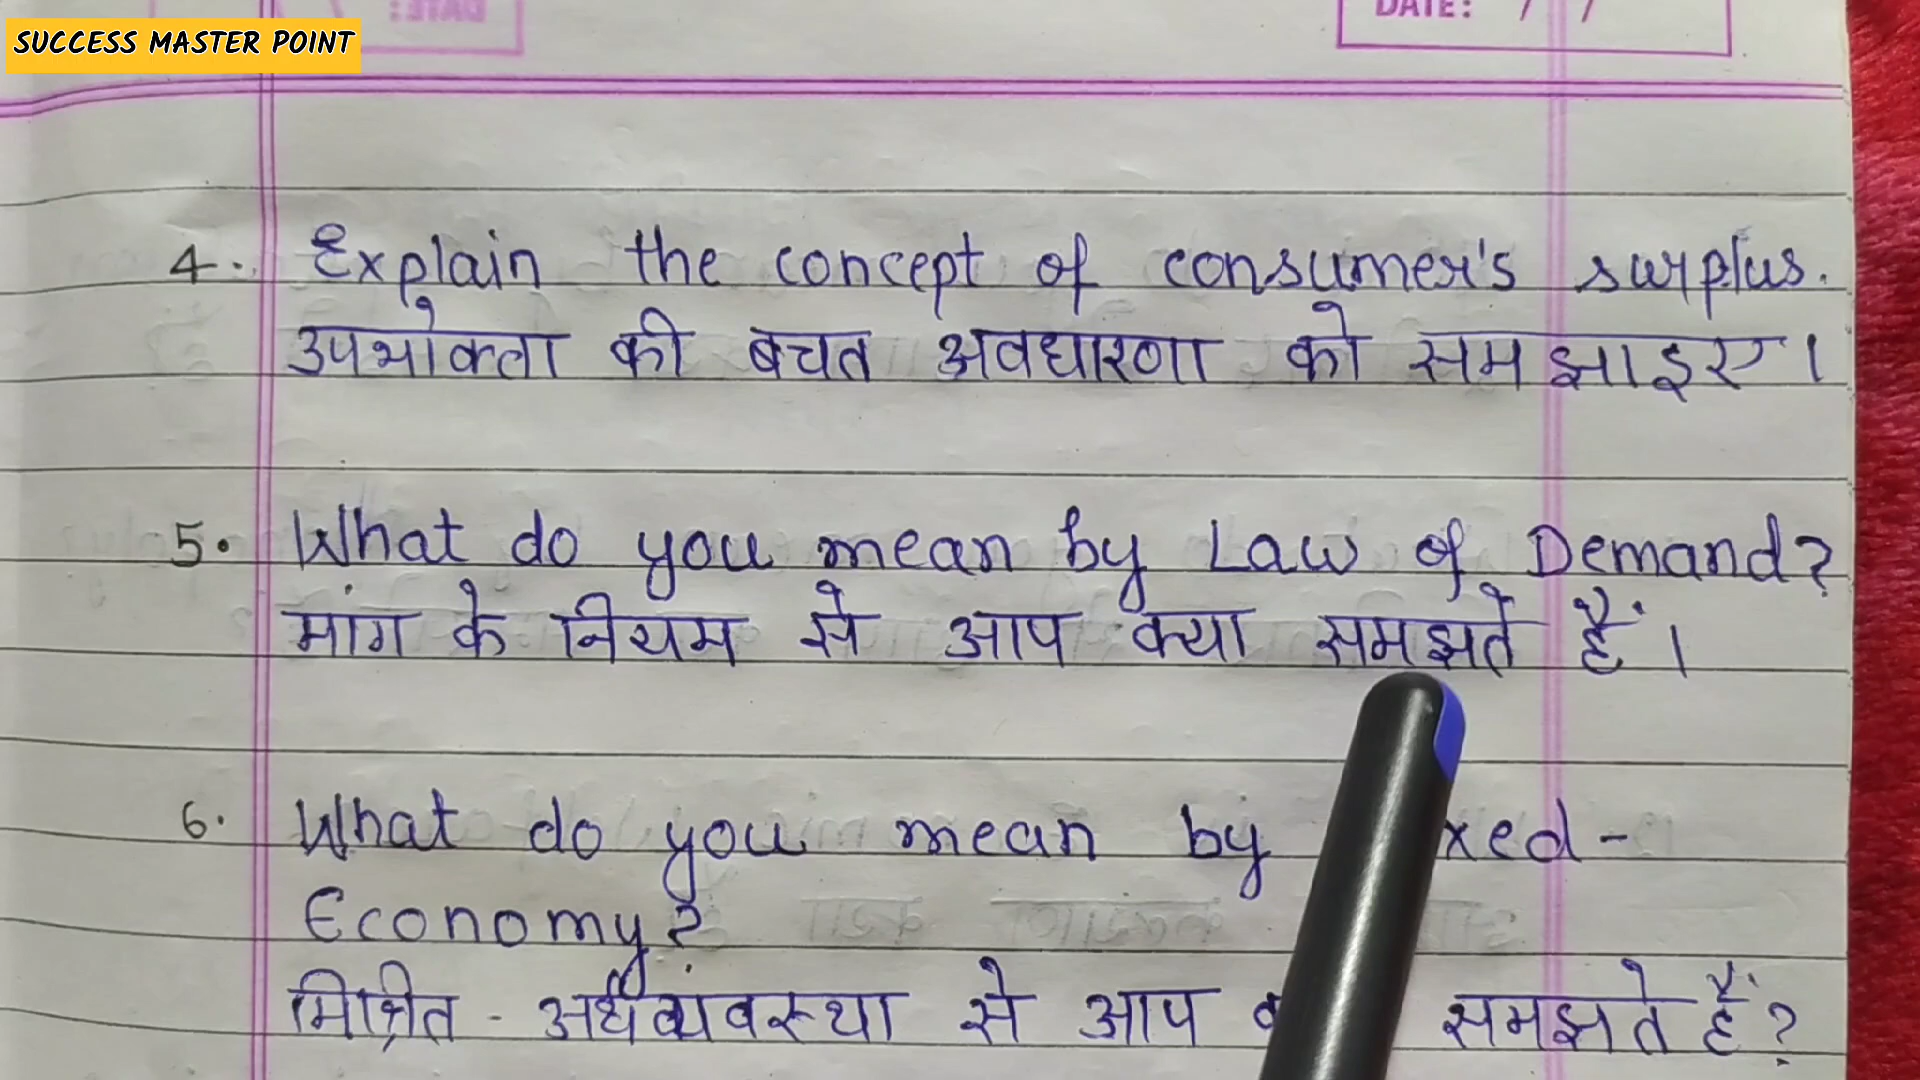 SUCCESS MASTER POINT
DATE: / /
4. Explain the concept of consumer's surplus.
उपभोक्ता की बचत अवधारणा को समझाइए।
5. What do you mean by Law of Demand?
मांग के नियम से आप क्या समझते हैं।
6. What do you mean by xed-
Economy?
मिश्रित - अर्थव्यवस्था से आप समझते हैं?